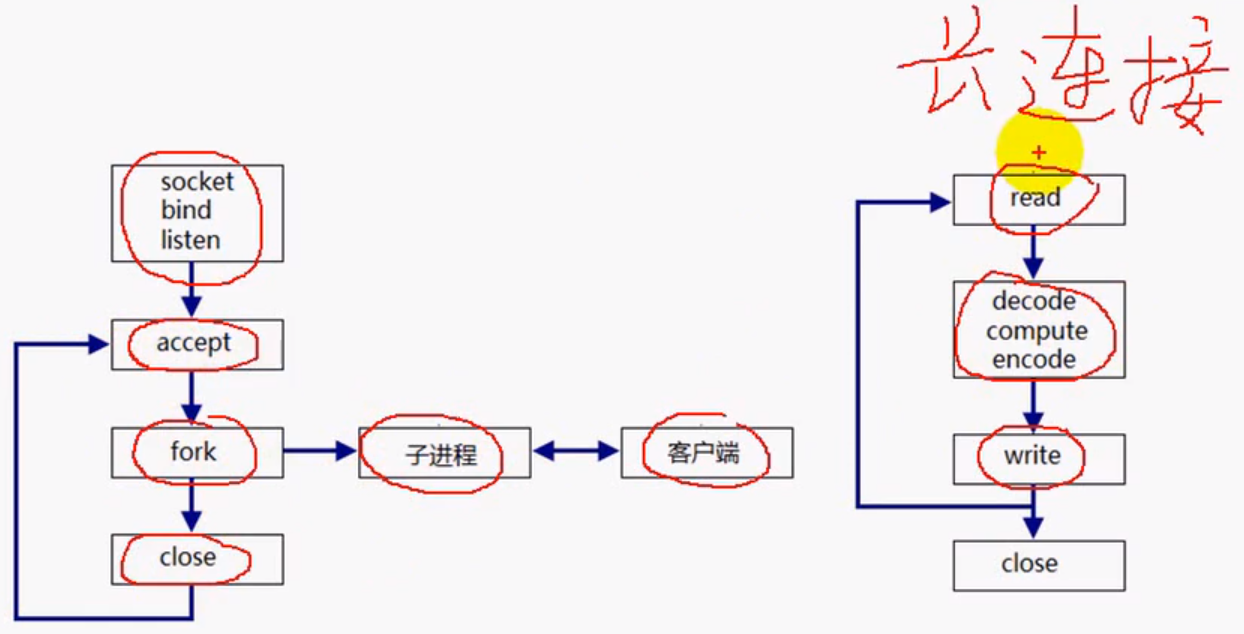 长连接
socket
bind
listen
accept
fork
子进程
客户端
close
read
decode
compute
encode
write
close